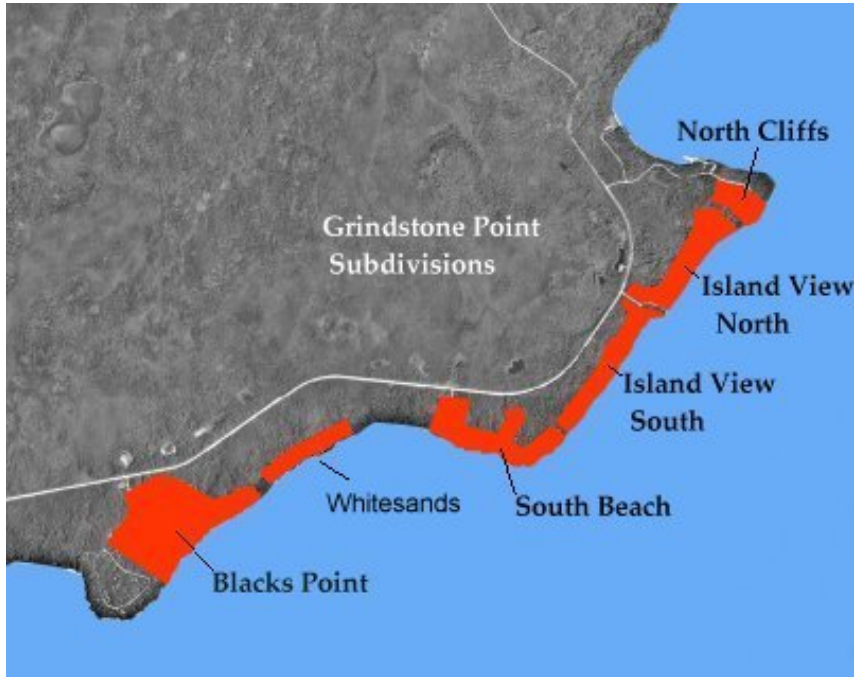 North Cliffs
Grindstone Point
Subdivisions
Island View
North
Island View
South
Whitesands
South Beach
Blacks Point